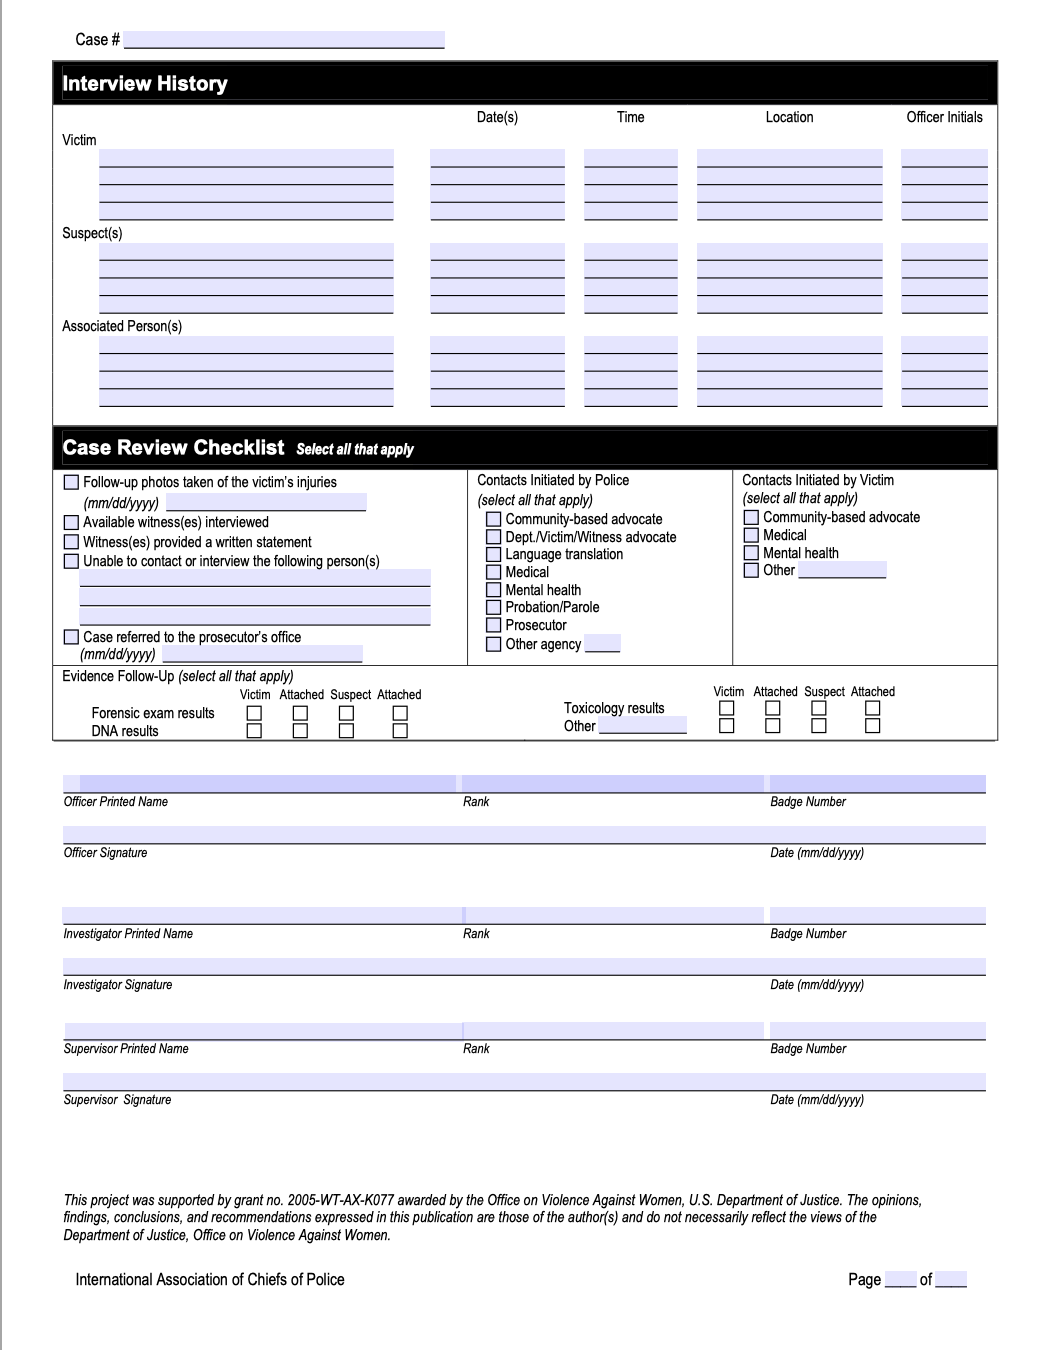 Case #
Interview History
Date(s) Time Location Officer Initials
Victim
Suspect(s)
Associated Person(s)
Case Review Checklist Select all that apply
Follow-up photos taken of the victim's injuries
(mm/dd/yyyy)
Available witness(es) interviewed
Witness(es) provided a written statement
Unable to contact or interview the following person(s)
Case referred to the prosecutor's office
(mm/dd/yyyy)
Contacts Initiated by Police
(select all that apply)
Community-based advocate
Dept./Victim/Witness advocate
Language translation
Medical
Mental health
Probation/Parole
Prosecutor
Other agency
Contacts Initiated by Victim
(select all that apply)
Community-based advocate
Medical
Mental health
Other
Evidence Follow-Up (select all that apply)
Victim Attached Suspect Attached
Forensic exam results
DNA results
Victim Attached Suspect Attached
Toxicology results
Other
Officer Printed Name Rank Badge Number
Officer Signature Date (mm/dd/yyyy)
Investigator Printed Name Rank Badge Number
Investigator Signature Date (mm/dd/yyyy)
Supervisor Printed Name Rank Badge Number
Supervisor Signature Date (mm/dd/yyyy)
This project was supported by grant no. 2005-WT-AX-K077 awarded by the Office on Violence Against Women, U.S. Department of Justice. The opinions,
findings, conclusions, and recommendations expressed in this publication are those of the author(s) and do not necessarily reflect the views of the
Department of Justice, Office on Violence Against Women.
International Association of Chiefs of Police Page ____ of ____